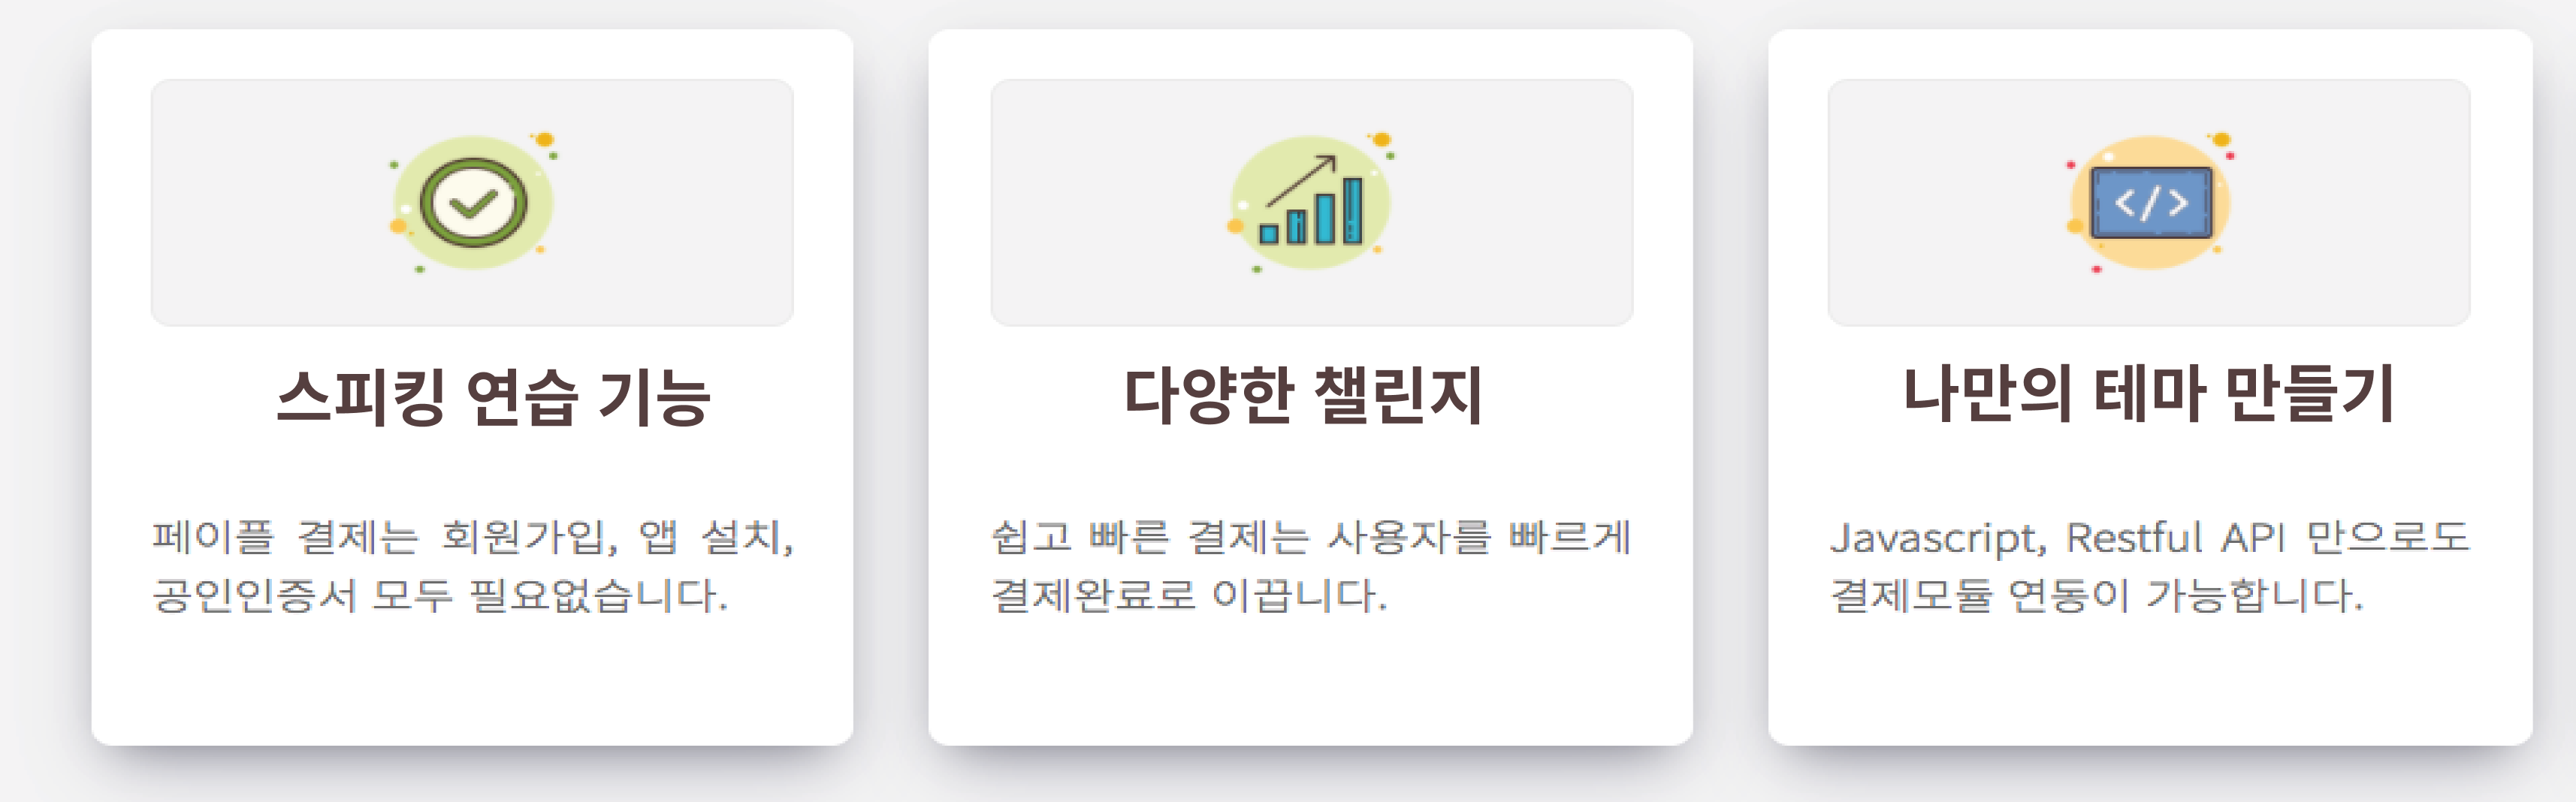 스피킹 연습 기능
페이플 결제는 회원가입, 앱 설치,
공인인증서 모두 필요없습니다.
다양한 챌린지
쉽고 빠른 결제는 사용자를 빠르게
결제완료로 이끕니다.
</>
나만의 테마 만들기
Javascript, Restful API 만으로도
결제모듈 연동이 가능합니다.